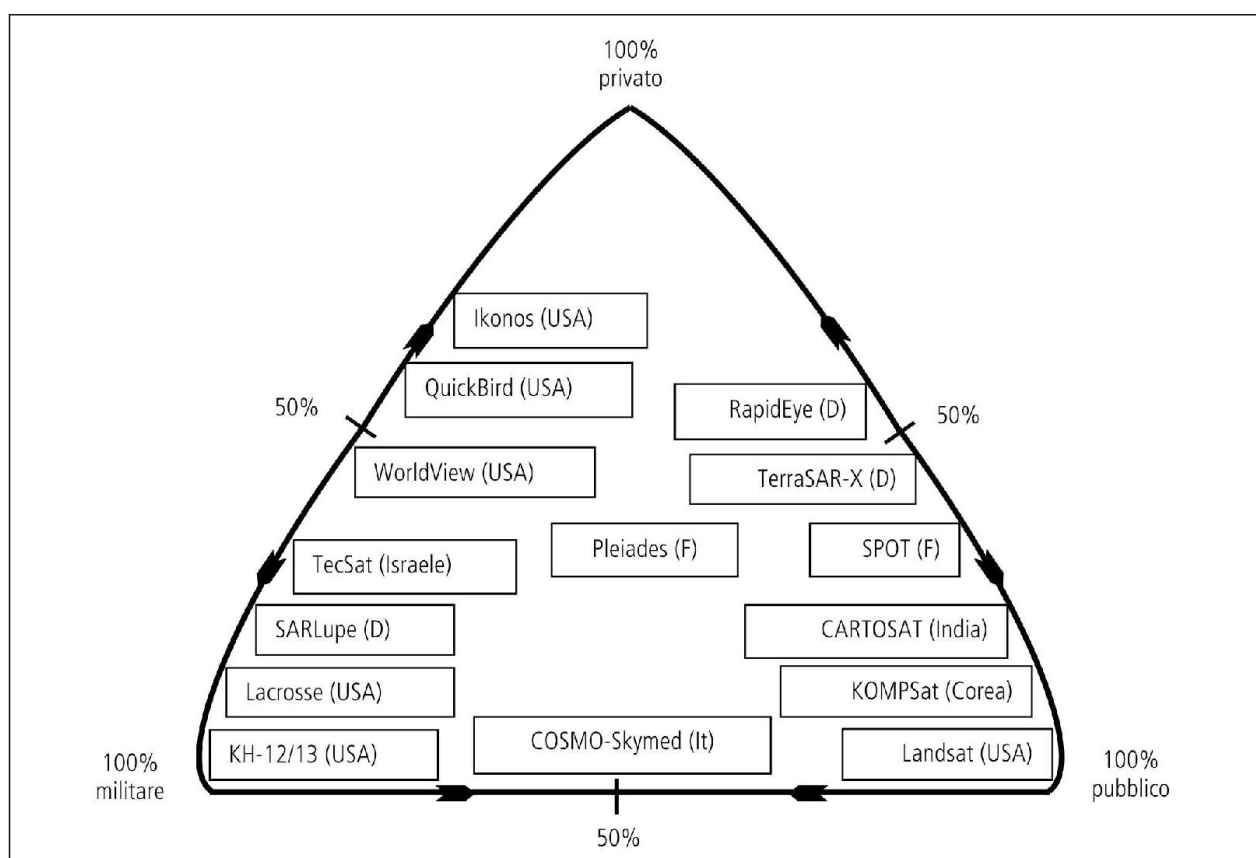 100%
privato
Ikonos (USA)
QuickBird (USA)
RapidEye (D)
50%
50%
WorldView (USA)
TerraSAR-X (D)
Pleiades (F)
SPOT (F)
TecSat (Israele)
SARLupe (D)
CARTOSAT (India)
Lacrosse (USA)
KOMPSat (Corea)
COSMO-Skymed (It)
KH-12/13 (USA)
Landsat (USA)
100%
militare
100%
pubblico
50%